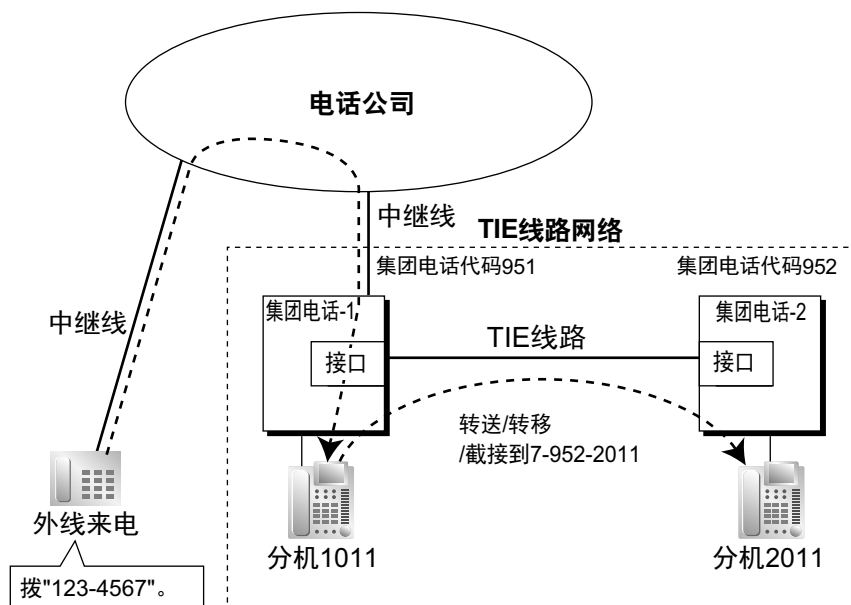 电话公司
中继线
TIE线路网络
集团电话代码951
集团电话代码952
集团电话-1
集团电话-2
中继线
TIE线路
接口
接口
转送/转移
/截接到7-952-2011
外线来电
分机1011
分机2011
拨"123-4567"。